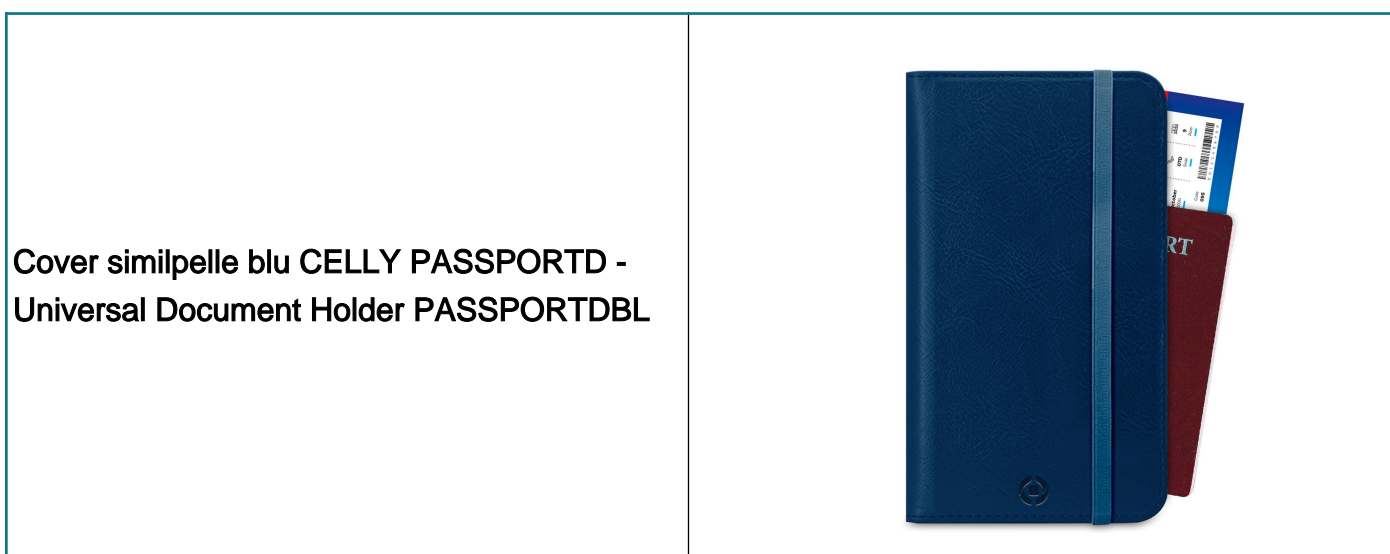 Cover similpelle blu CELLY PASSPORTD -
Universal Document Holder PASSPORTDBL
RT